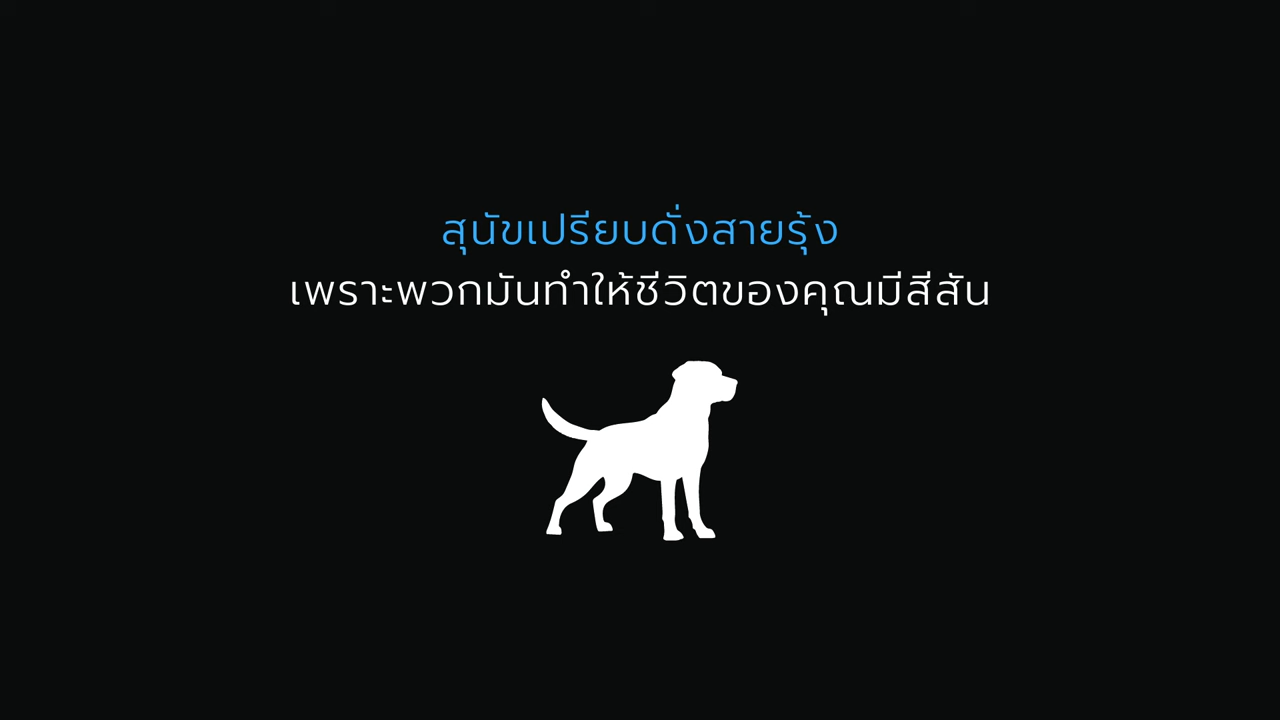 สุนัขเปรียบดั่งสายรุ้ง
เพราะพวกมันทำให้ชีวิตของคุณมีสีสัน